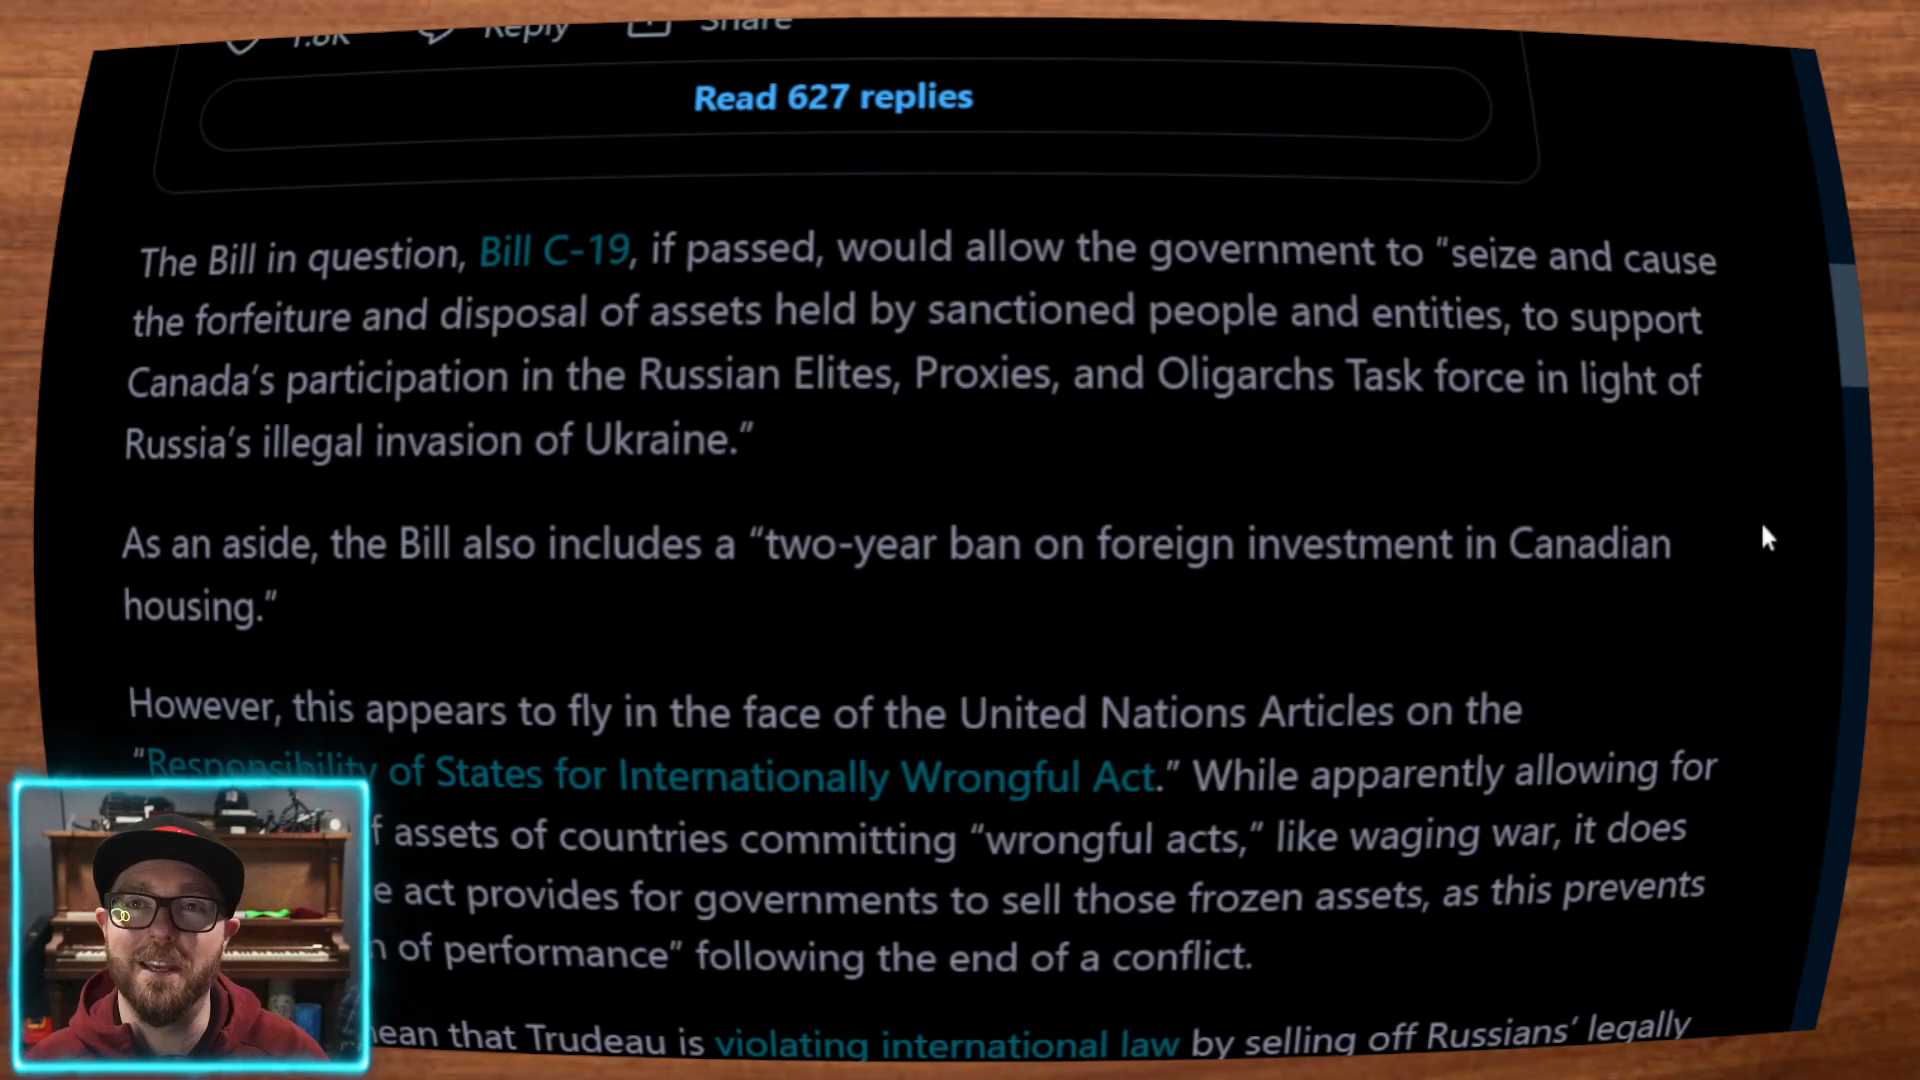 1.8K Reply Share
Read 627 replies
The Bill in question, Bill C-19, if passed, would allow the government to "seize and cause
the forfeiture and disposal of assets held by sanctioned people and entities, to support
Canada's participation in the Russian Elites, Proxies, and Oligarchs Task force in light of
Russia's illegal invasion of Ukraine."
As an aside, the Bill also includes a "two-year ban on foreign investment in Canadian
housing."
However, this appears to fly in the face of the United Nations Articles on the
"Responsibility of States for Internationally Wrongful Act." While apparently allowing for
f assets of countries committing "wrongful acts," like waging war, it does
e act provides for governments to sell those frozen assets, as this prevents
n of performance" following the end of a conflict.
ean that Trudeau is violating international law by selling off Russians' legally